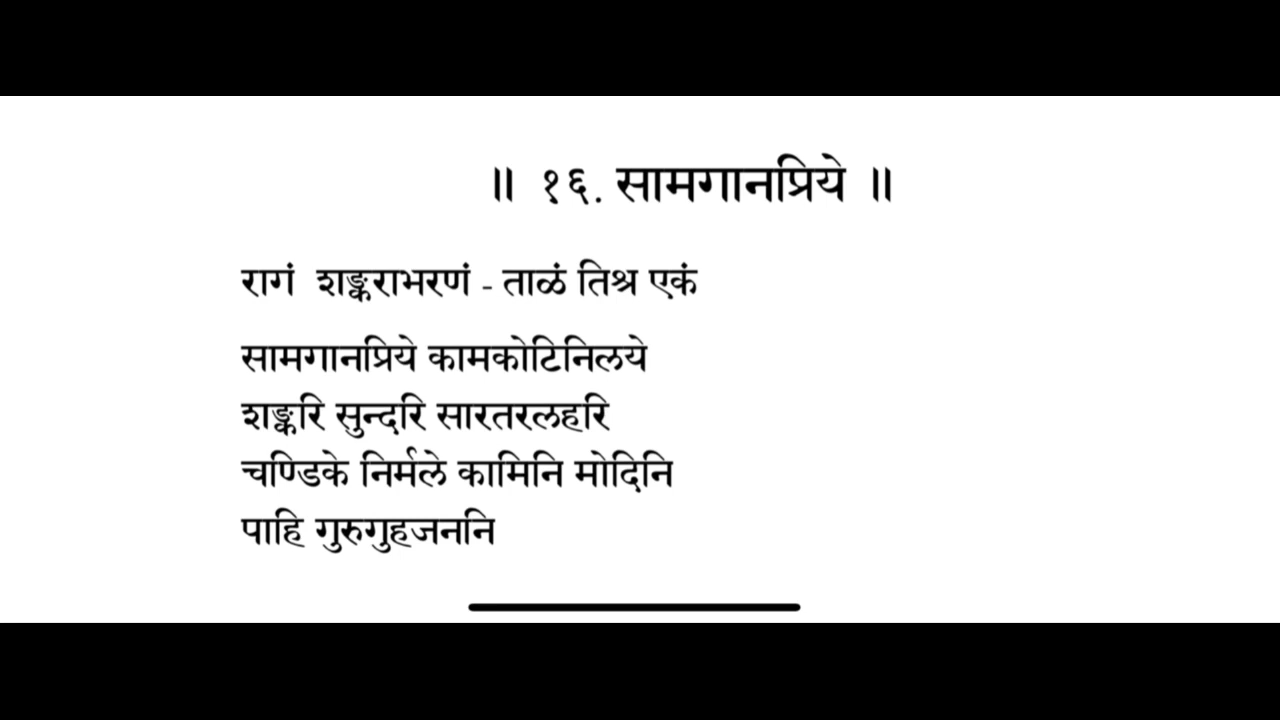 ॥ १६. सामगानप्रिये ॥
रागं शङ्कराभरणं - ताळं तिश्र एकं
सामगानप्रिये कामकोटिनिलये
शङ्करि सुन्दरि सारतरलहरि
चण्डिके निर्मले कामिनि मोदिनि
पाहि गुरुगुहजननि